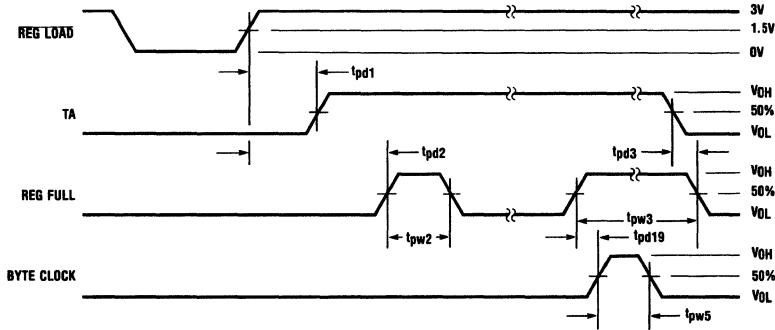 REG LOAD
3V
1.5V
0V
tpd1
TA
VOH
50%
VOL
tpd2
tpd3
REG FULL
VOH
50%
VOL
tpw2
tpw3
tpd19
BYTE CLOCK
VOH
50%
VOL
tpw5